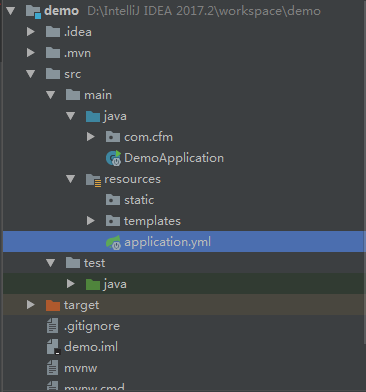 demo D:\IntelliJ IDEA 2017.2\workspace\demo
.idea
.mvn
src
main
java
com.cfm
DemoApplication
resources
static
templates
application.yml
test
java
target
.gitignore
demo.iml
mvnw
mvnw.cmd